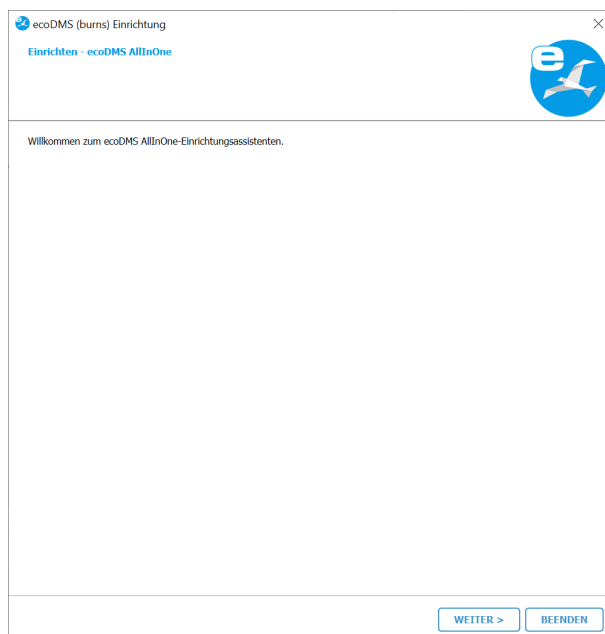 ecoDMS (burns) Einrichtung
Einrichten - ecoDMS AllInOne
e
Willkommen zum ecoDMS AllInOne-Einrichtungsassistenten.
WEITER >
BEENDEN